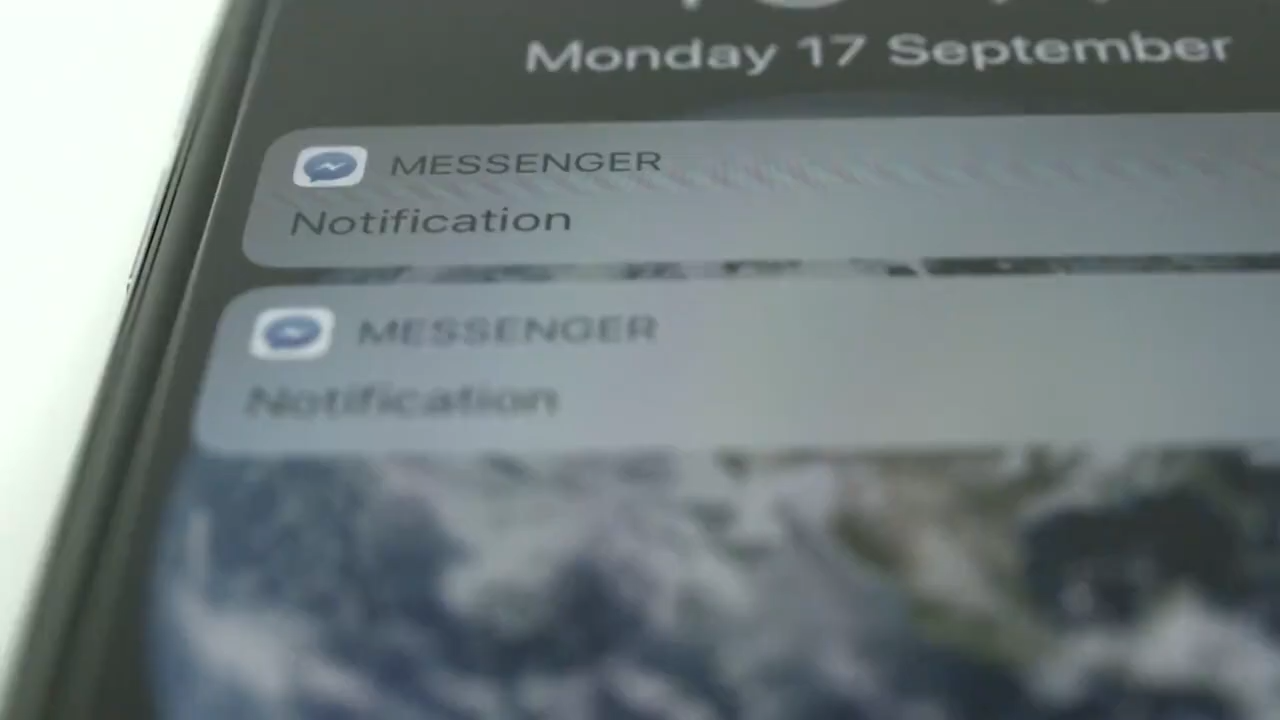 Monday 17 September
MESSENGER
Notification
MESSENGER
Notification